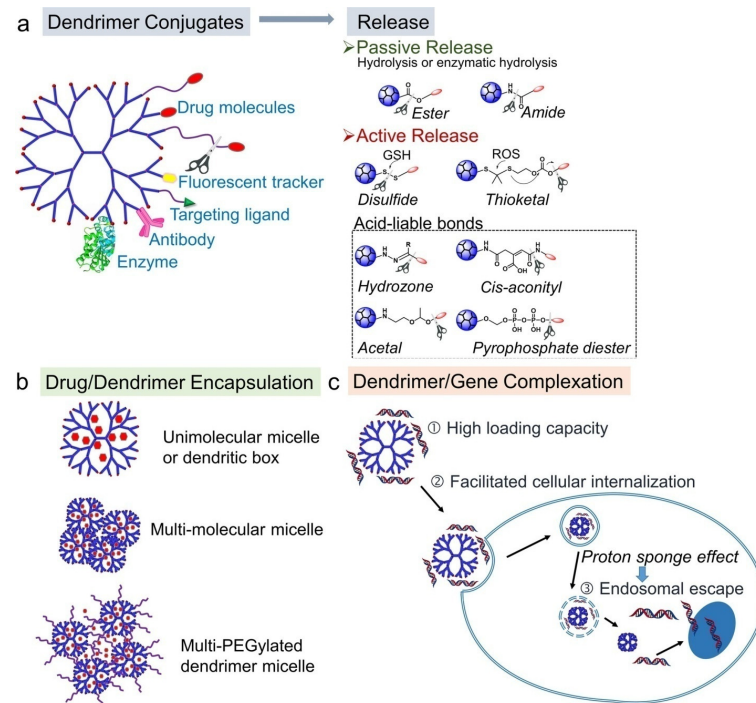 a
Dendrimer Conjugates
Release
Drug molecules
Fluorescent tracker
Targeting ligand
Antibody
Enzyme
➢Passive Release
Hydrolysis or enzymatic hydrolysis
O
O
Ester
H
N
O
Amide
➢Active Release
GSH
S
S
Disulfide
ROS
S
S
O
O
O
Thioketal
Acid-liable bonds
H
N
N
R
Hydrozone
H
N
O
O
OH
O
H
N
Cis-aconityl
H
N
O
O
Acetal
O
O
P
O
OH
O
P
O
OH
Pyrophosphate diester
b
Drug/Dendrimer Encapsulation
Unimolecular micelle
or dendritic box
Multi-molecular micelle
Multi-PEGylated
dendrimer micelle
c
Dendrimer/Gene Complexation
① High loading capacity
② Facilitated cellular internalization
Proton sponge effect
③ Endosomal escape